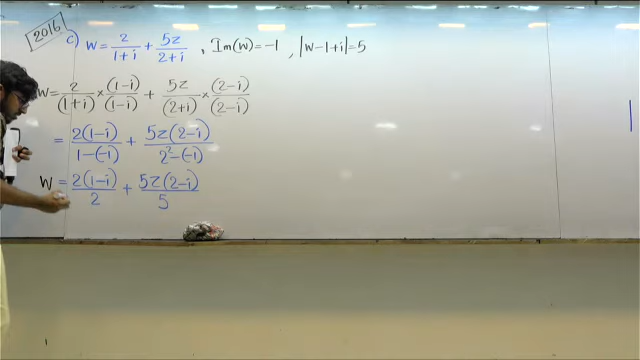 2016
c) W = 2/(1+i) + 5z/(2+i) , Im(W) = -1 , |W-1+i| = 5
W = 2/(1+i) × (1-i)/(1-i) + 5z/(2+i) × (2-i)/(2-i)
= 2(1-i)/(1-(-1)) + 5z(2-i)/(2²-(-1))
W = 2(1-i)/2 + 5z(2-i)/5